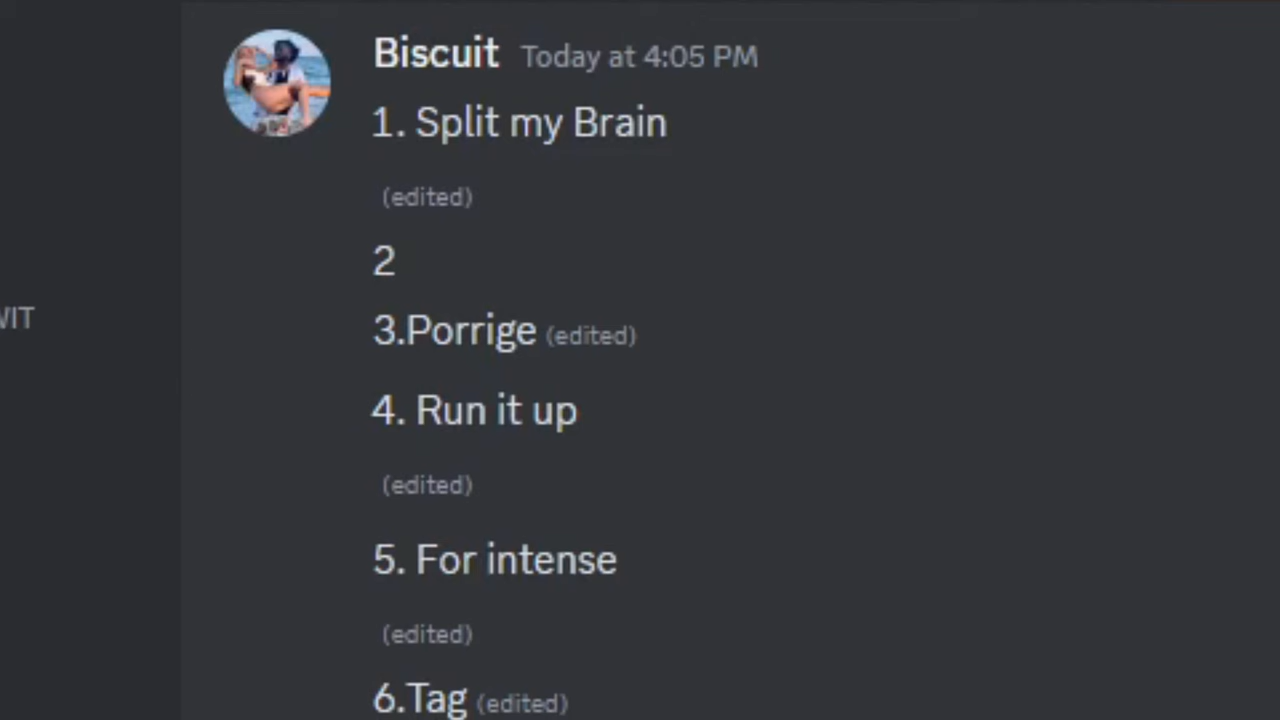 Biscuit Today at 4:05 PM
1. Split my Brain
(edited)
2
3.Porrige (edited)
4. Run it up
(edited)
5. For intense
(edited)
6.Tag (edited)